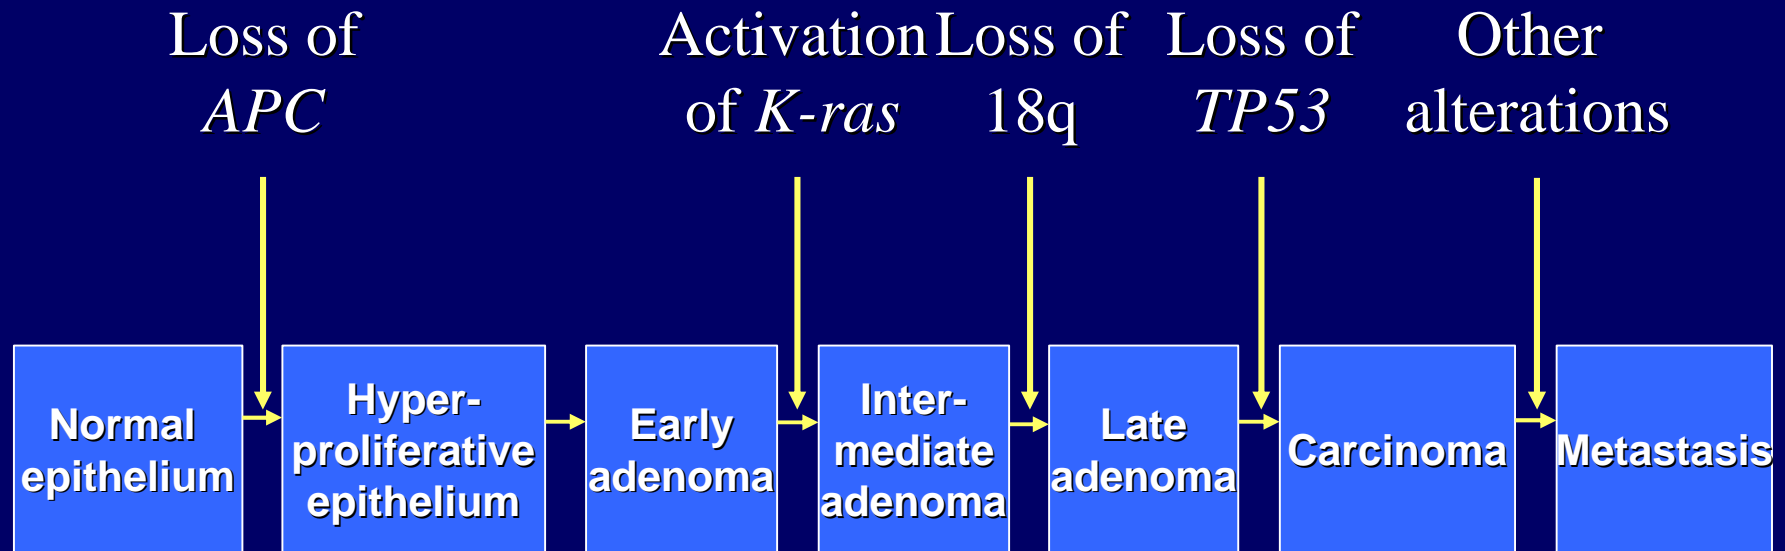 Loss of
APC
Activation
of K-ras
Loss of
18q
Loss of
TP53
Other
alterations
Normal
epithelium
Hyper-
proliferative
epithelium
Early
adenoma
Inter-
mediate
adenoma
Late
adenoma
Carcinoma
Metastasis